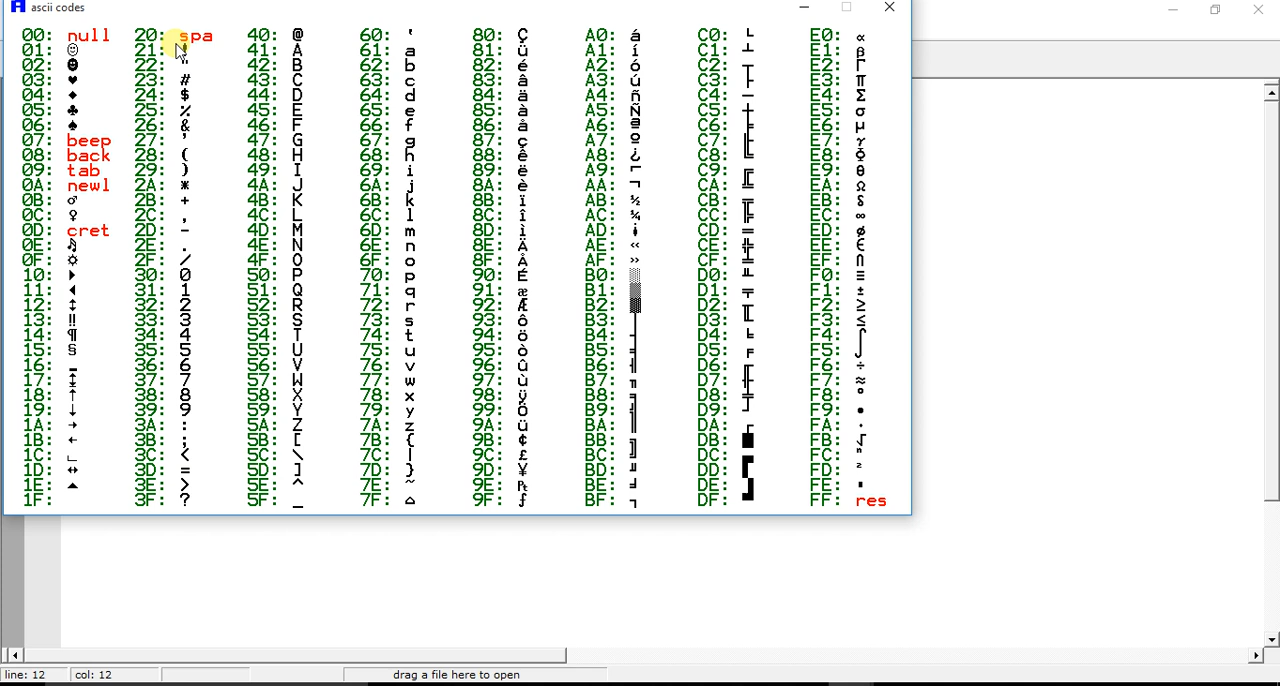 ascii codes
00: null 20: spa 40: @ 60: ' 80: Ç A0: á C0: └ E0: α
01: ☺ 21: ! 41: A 61: a 81: ü A1: í C1: ┴ E1: β
02: ☻ 22: " 42: B 62: b 82: é A2: ó C2: ┬ E2: Γ
03: ♥ 23: # 43: C 63: c 83: â A3: ú C3: ├ E3: π
04: ♦ 24: $ 44: D 64: d 84: ä A4: ñ C4: ─ E4: Σ
05: ♣ 25: % 45: E 65: e 85: à A5: Ñ C5: ┼ E5: σ
06: ♠ 26: & 46: F 66: f 86: å A6: ª C6: ╞ E6: µ
07: beep 27: ' 47: G 67: g 87: ç A7: º C7: ╟ E7: γ
08: back 28: ( 48: H 68: h 88: ê A8: ¿ C8: ╚ E8: Φ
09: tab 29: ) 49: I 69: i 89: ë A9: ⌐ C9: ╔ E9: θ
0A: newl 2A: * 4A: J 6A: j 8A: è AA: ¬ CA: ╩ EA: Ω
0B: ♂ 2B: + 4B: K 6B: k 8B: ï AB: ½ CB: ╦ EB: δ
0C: ♀ 2C: , 4C: L 6C: l 8C: î AC: ¼ CC: ╠ EC: ∞
0D: cret 2D: - 4D: M 6D: m 8D: ì AD: ¡ CD: ═ ED: ø
0E: ♫ 2E: . 4E: N 6E: n 8E: Ä AE: « CE: ╬ EE: ∈
0F: ☼ 2F: / 4F: O 6F: o 8F: Å AF: » CF: ╧ EF: ∩
10: ► 30: 0 50: P 70: p 90: É B0: ░ D0: ╨ F0: ≡
11: ◄ 31: 1 51: Q 71: q 91: æ B1: ▒ D1: ╤ F1: ±
12: ↕ 32: 2 52: R 72: r 92: Æ B2: ▓ D2: ╥ F2: ≥
13: ‼ 33: 3 53: S 73: s 93: ô B3: │ D3: ╙ F3: ≤
14: ¶ 34: 4 54: T 74: t 94: ö B4: ┤ D4: ╘ F4: ⌠
15: § 35: 5 55: U 75: u 95: ò B5: ╡ D5: ╒ F5: ⌡
16: ▬ 36: 6 56: V 76: v 96: û B6: ╢ D6: ╓ F6: ÷
17: ↨ 37: 7 57: W 77: w 97: ù B7: ╖ D7: ╫ F7: ≈
18: ↑ 38: 8 58: X 78: x 98: ÿ B8: ╕ D8: ╪ F8: °
19: ↓ 39: 9 59: Y 79: y 99: Ö B9: ╣ D9: ┘ F9: •
1A: → 3A: : 5A: Z 7A: z 9A: ü BA: ║ DA: ┌ FA: ·
1B: ← 3B: ; 5B: [ 7B: { 9B: ¢ BB: ╗ DB: █ FB: √
1C: ∟ 3C: < 5C: \ 7C: | 9C: £ BC: ╝ DC: ▄ FC: ⁿ
1D: ↔ 3D: = 5D: ] 7D: } 9D: ¥ BD: ╜ DD: ▌ FD: ²
1E: ▲ 3E: > 5E: ^ 7E: ~ 9E: ₧ BE: ╛ DE: ▐ FE: ■
1F: 3F: ? 5F: _ 7F: ⌂ 9F: ƒ BF: ┐ DF: ▀ FF: res
line: 12 col: 12 drag a file here to open